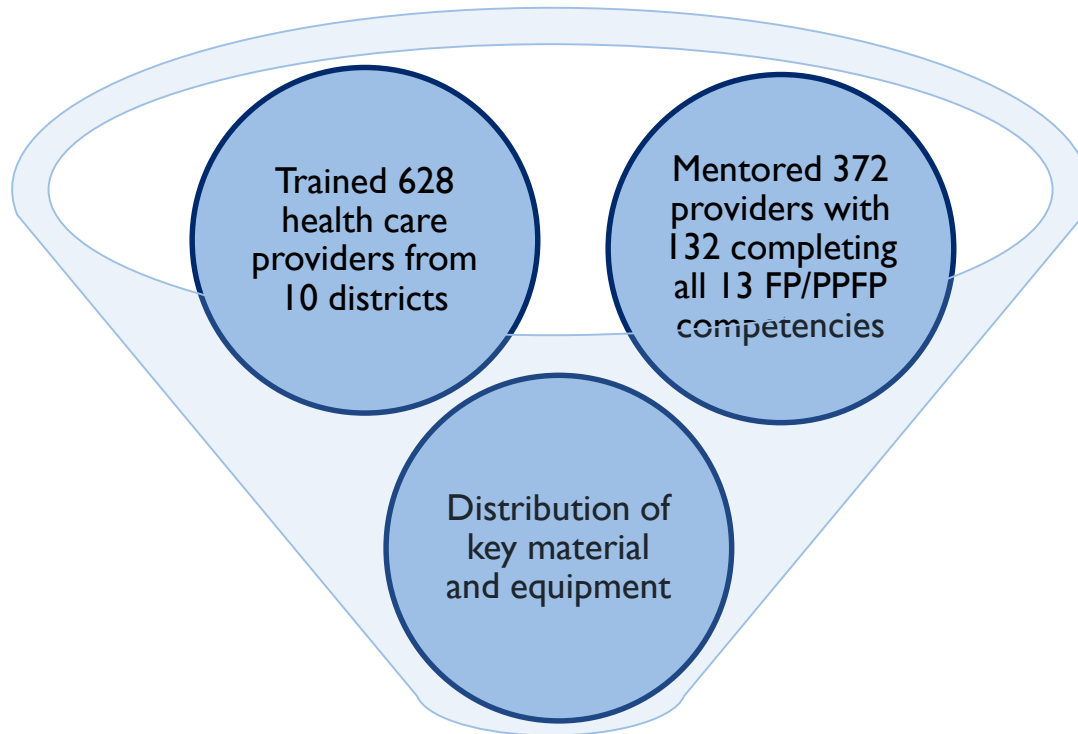 Trained 628
health care
providers from
10 districts
Mentored 372
providers with
132 completing
all 13 FP/PPFP
competencies
Distribution of
key material
and equipment